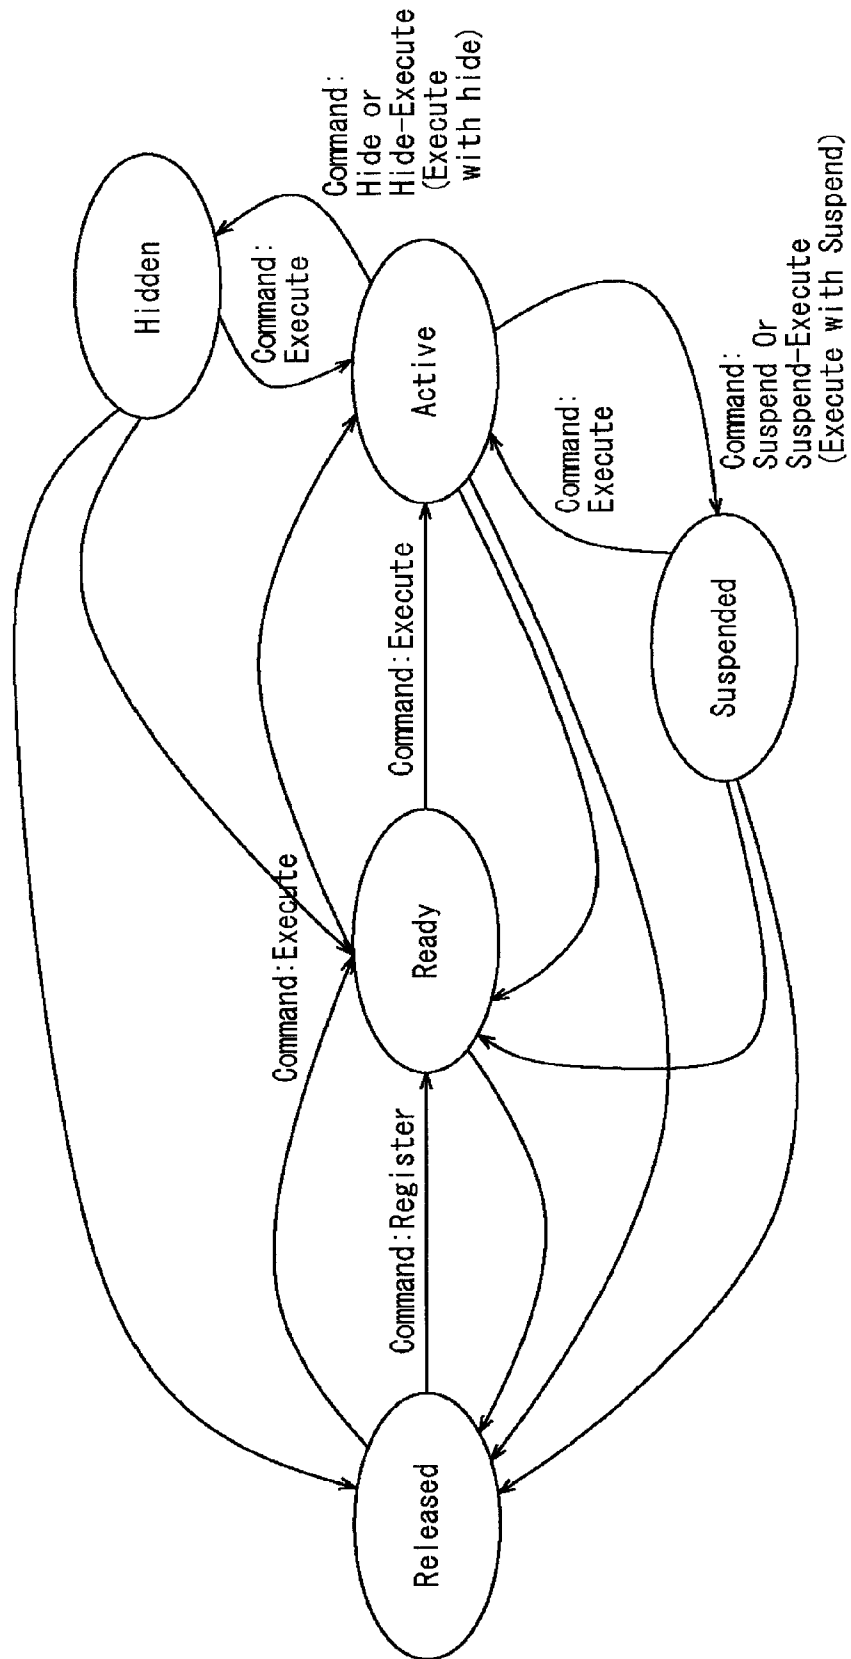 Hidden
Command:
Hide or
Hide-Execute
(Execute
with hide)
Command:
Execute
Command:Execute
Released
Command:Register
Ready
Command:Execute
Active
Command:
Execute
Suspended
Command:
Suspend Or
Suspend-Execute
(Execute with Suspend)